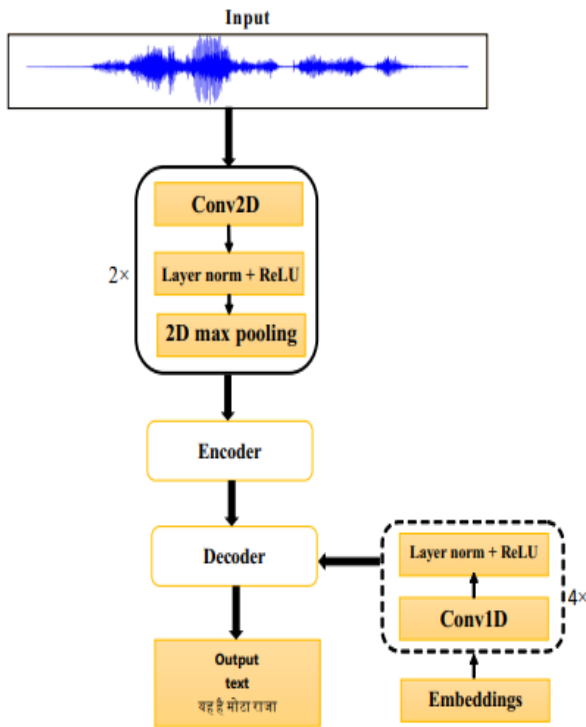 Input
Conv2D
2×
Layer norm + ReLU
2D max pooling
Encoder
Decoder
Layer norm + ReLU
4×
Conv1D
Embeddings
Output
text
यह है मोटा राजा